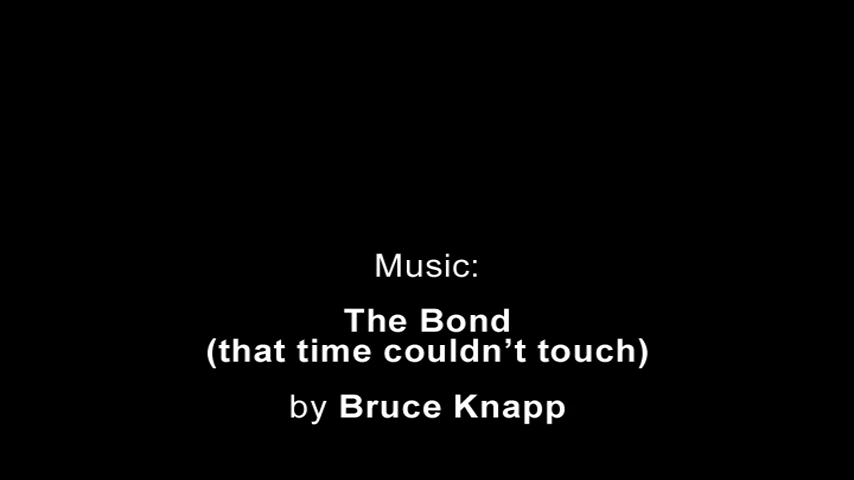 Music:
The Bond
(that time couldn’t touch)
by Bruce Knapp